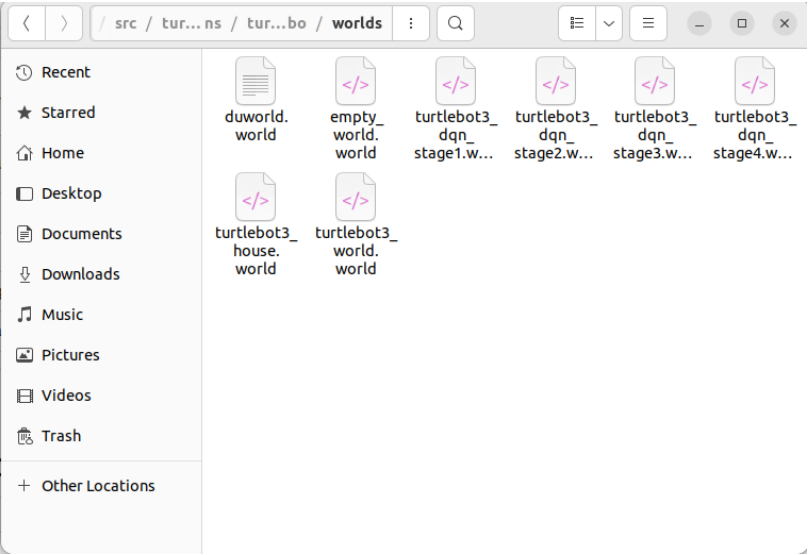 / src / tur... ns / tur...bo / worlds
Recent
Starred
Home
Desktop
Documents
Downloads
Music
Pictures
Videos
Trash
+ Other Locations
duworld.
world
empty_
world.
world
turtlebot3_
dqn_
stage1.w...
turtlebot3_
dqn_
stage2.w...
turtlebot3_
dqn_
stage3.w...
turtlebot3_
dqn_
stage4.w...
turtlebot3_
house.
world
turtlebot3_
world.
world